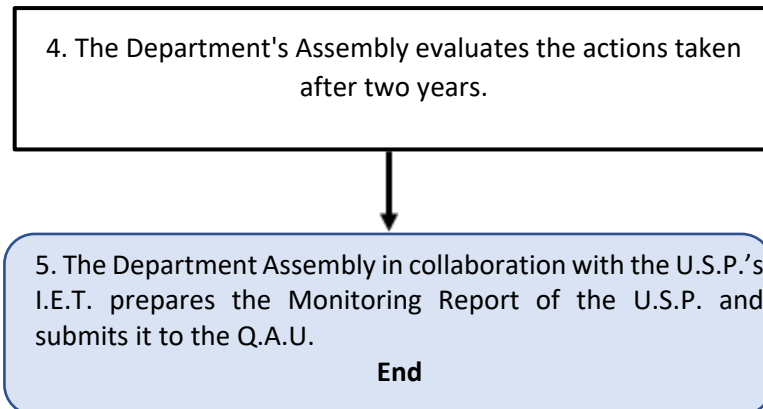 4. The Department's Assembly evaluates the actions taken
after two years.
5. The Department Assembly in collaboration with the U.S.P.’s
I.E.T. prepares the Monitoring Report of the U.S.P. and
submits it to the Q.A.U.
End